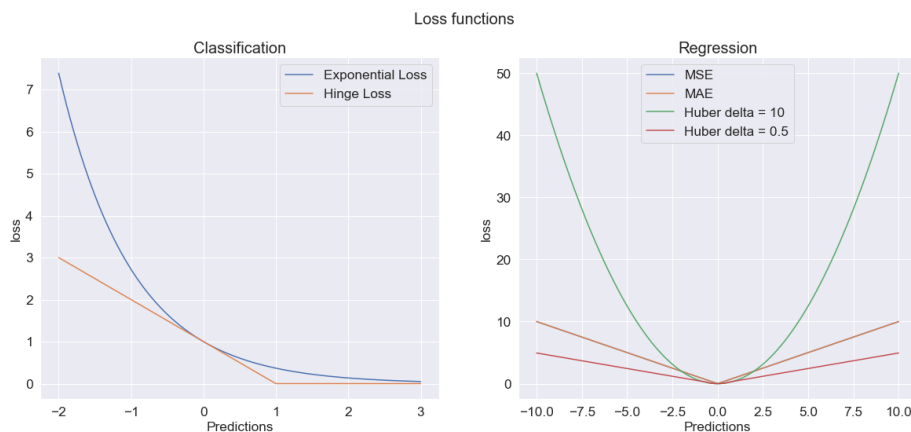 Loss functions
Classification
Exponential Loss
Hinge Loss
7
6
5
4
3
2
1
0
loss
−2
−1
0
1
2
3
Predictions
Regression
MSE
MAE
Huber delta = 10
Huber delta = 0.5
50
40
30
20
10
0
loss
−10.0
−7.5
−5.0
−2.5
0.0
2.5
5.0
7.5
10.0
Predictions